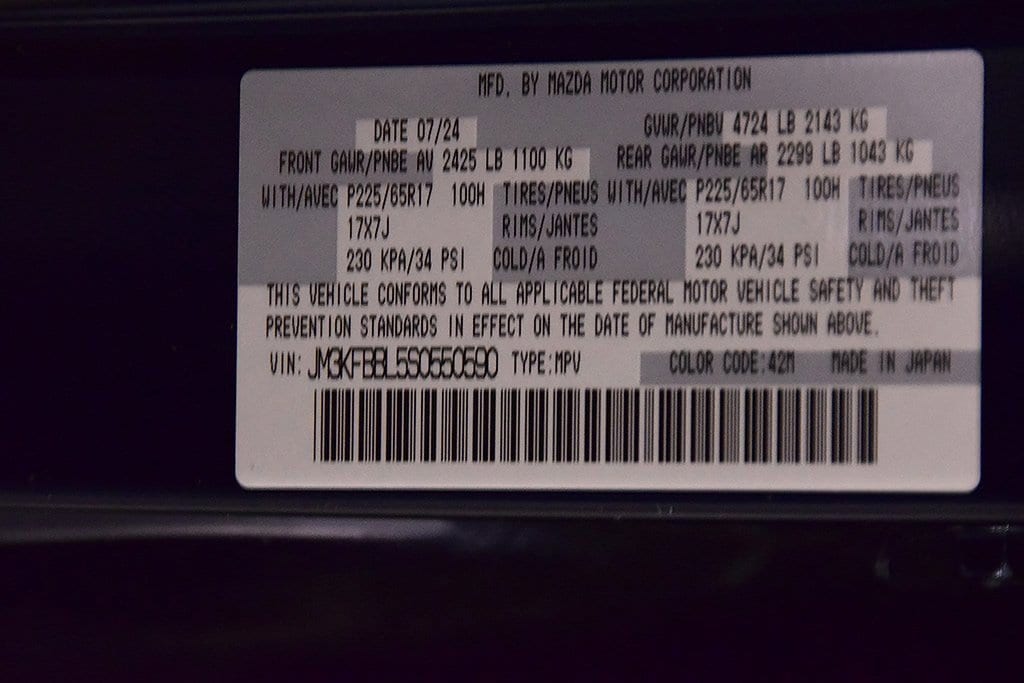 MFD. BY MAZDA MOTOR CORPORATION
DATE 07/24 GVWR/PNBV 4724 LB 2143 KG
FRONT GAWR/PNBE AV 2425 LB 1100 KG REAR GAWR/PNBE AR 2299 LB 1043 KG
WITH/AVEC P225/65R17 100H TIRES/PNEUS WITH/AVEC P225/65R17 100H TIRES/PNEUS
17X7J RIMS/JANTES 17X7J RIMS/JANTES
230 KPA/34 PSI COLD/A FROID 230 KPA/34 PSI COLD/A FROID
THIS VEHICLE CONFORMS TO ALL APPLICABLE FEDERAL MOTOR VEHICLE SAFETY AND THEFT
PREVENTION STANDARDS IN EFFECT ON THE DATE OF MANUFACTURE SHOWN ABOVE.
VIN: JM3KFBBL5S0550590 TYPE:MPV COLOR CODE:42M MADE IN JAPAN